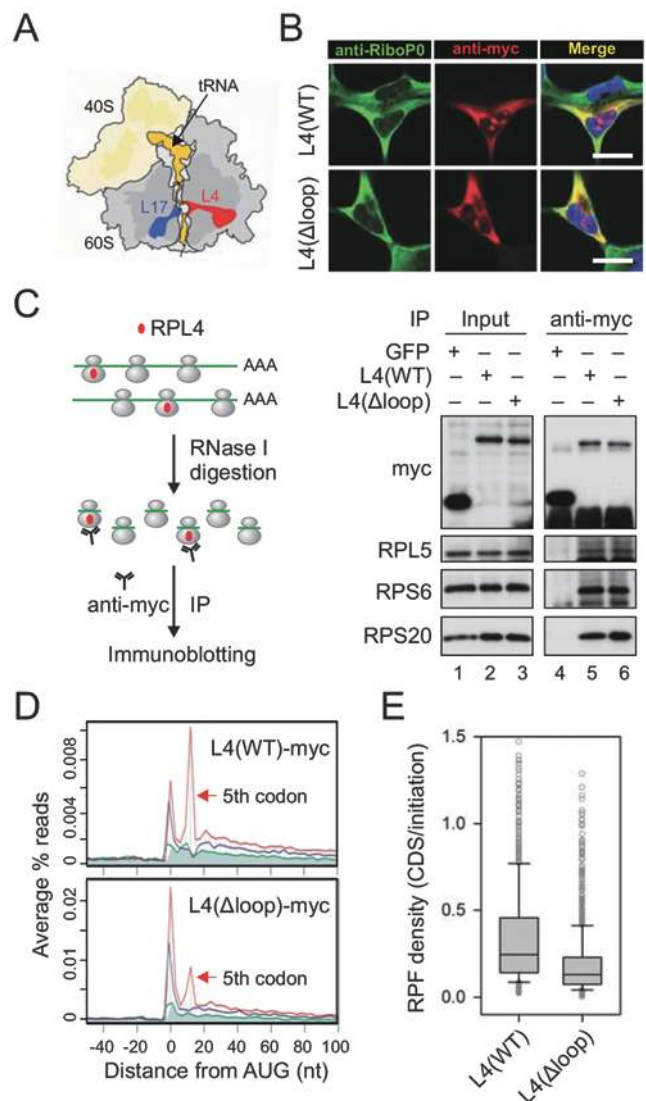 A
40S
tRNA
L17
L4
60S
B
anti-RiboP0
anti-myc
Merge
L4(WT)
L4(Δloop)
C
RPL4
AAA
AAA
RNase I
digestion
anti-myc
IP
Immunoblotting
IP
Input
anti-myc
GFP + – – + – –
L4(WT) – + – – + –
L4(Δloop) – – + – – +
myc
RPL5
RPS6
RPS20
1 2 3 4 5 6
D
Average % reads
0.008
0.004
0
L4(WT)-myc
5th codon
0.02
0.01
0
L4(Δloop)-myc
5th codon
-40 -20 0 20 40 60 80 100
Distance from AUG (nt)
E
RPF density (CDS/initiation)
1.5
1.0
0.5
0.0
L4(WT)
L4(Δloop)